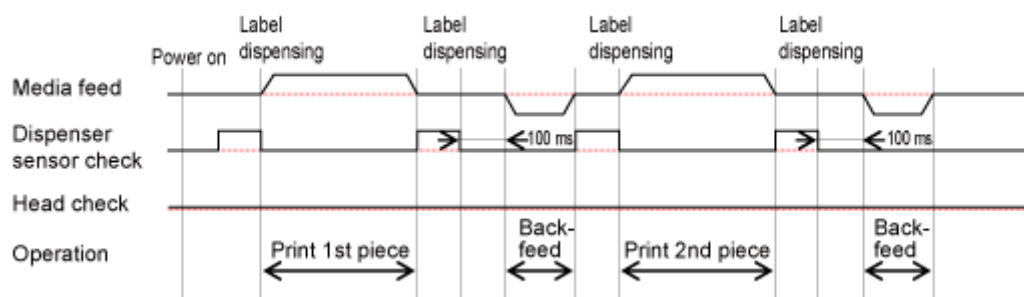 Label
dispensing
Label
dispensing
Label
dispensing
Label
dispensing
Power on
Media feed
Dispenser
sensor check
100 ms
100 ms
Head check
Operation
Print 1st piece
Back-
feed
Print 2nd piece
Back-
feed